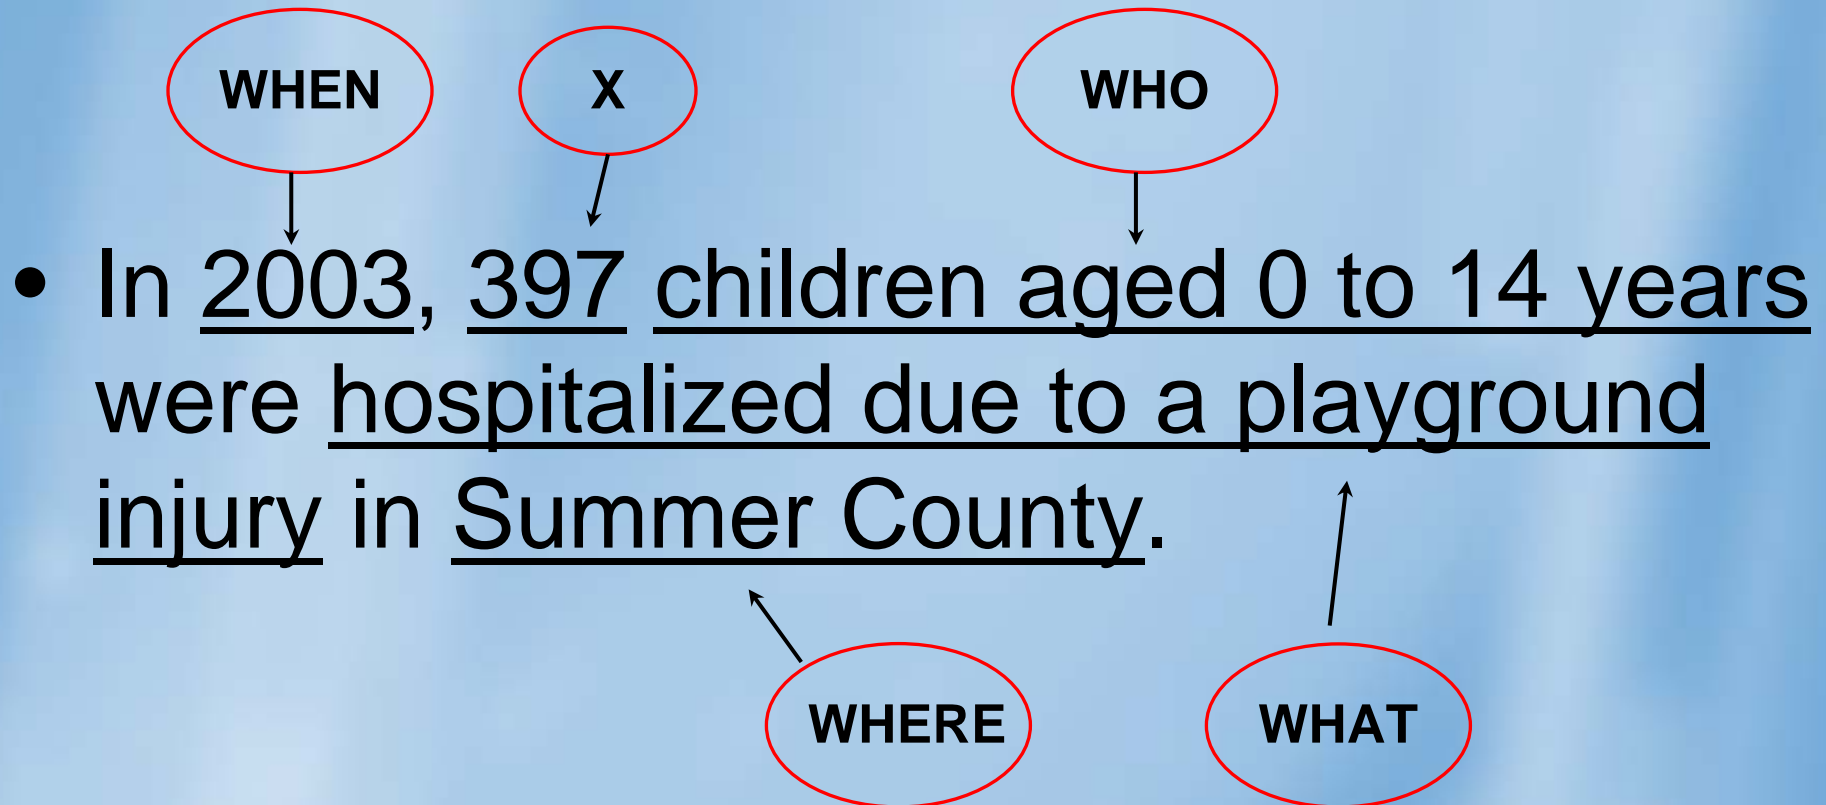 WHEN X WHO
• In 2003, 397 children aged 0 to 14 years
were hospitalized due to a playground
injury in Summer County.
WHERE WHAT